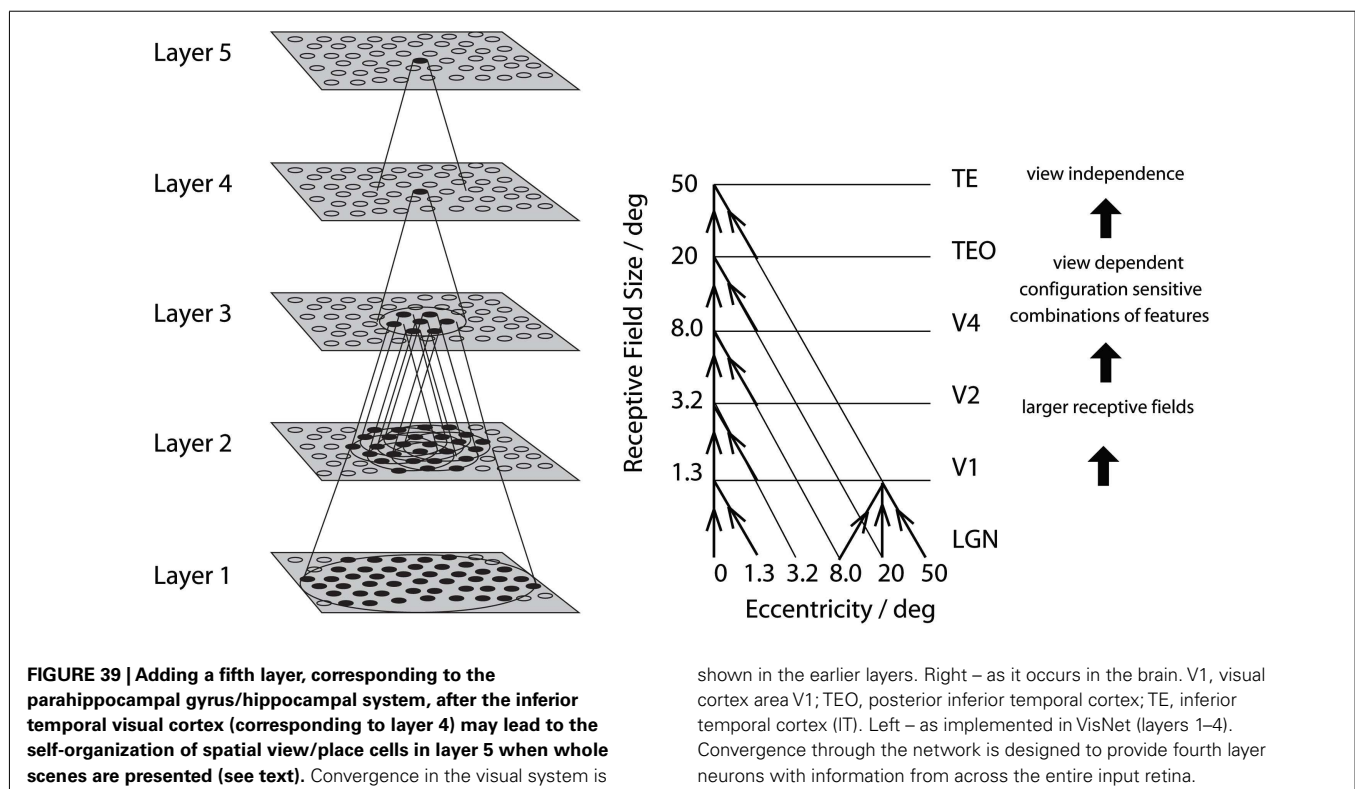 Layer 5
Layer 4
Layer 3
Layer 2
Layer 1
Receptive Field Size / deg
50
20
8.0
3.2
1.3
TE
TEO
V4
V2
V1
LGN
0 1.3 3.2 8.0 20 50
Eccentricity / deg
view independence
view dependent
configuration sensitive
combinations of features
larger receptive fields
FIGURE 39 | Adding a fifth layer, corresponding to the
parahippocampal gyrus/hippocampal system, after the inferior
temporal visual cortex (corresponding to layer 4) may lead to the
self-organization of spatial view/place cells in layer 5 when whole
scenes are presented (see text). Convergence in the visual system is
shown in the earlier layers. Right – as it occurs in the brain. V1, visual
cortex area V1; TEO, posterior inferior temporal cortex; TE, inferior
temporal cortex (IT). Left – as implemented in VisNet (layers 1–4).
Convergence through the network is designed to provide fourth layer
neurons with information from across the entire input retina.